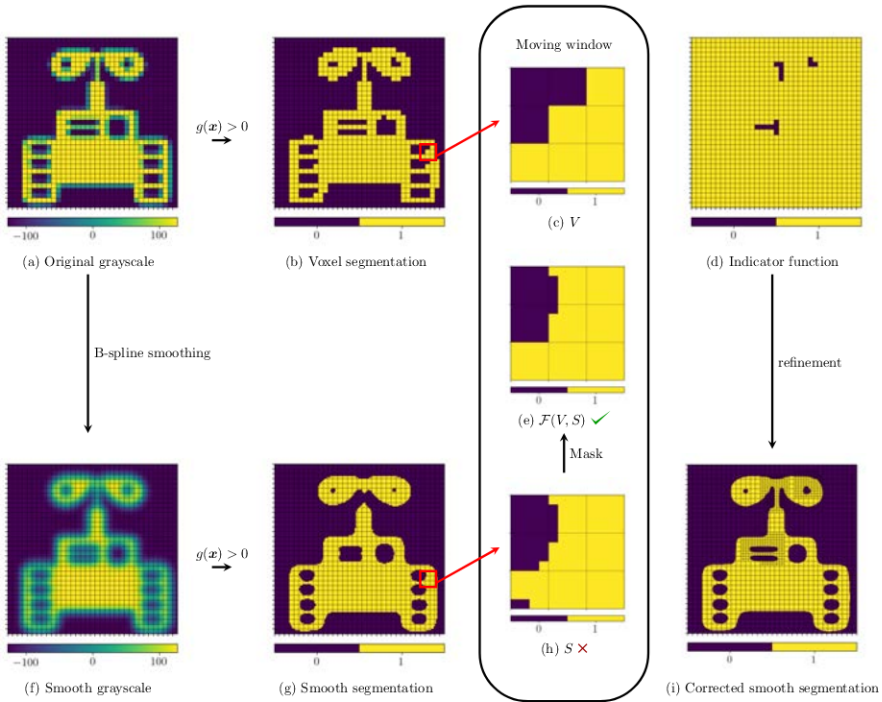 Moving window
g(x) > 0
−100 0 100
0 1
0 1
0 1
(a) Original grayscale
(b) Voxel segmentation
(c) V
(d) Indicator function
B-spline smoothing
refinement
0 1
(e) F(V, S) ✓
Mask
g(x) > 0
−100 0 100
0 1
0 1
0 1
(f) Smooth grayscale
(g) Smooth segmentation
(h) S ×
(i) Corrected smooth segmentation